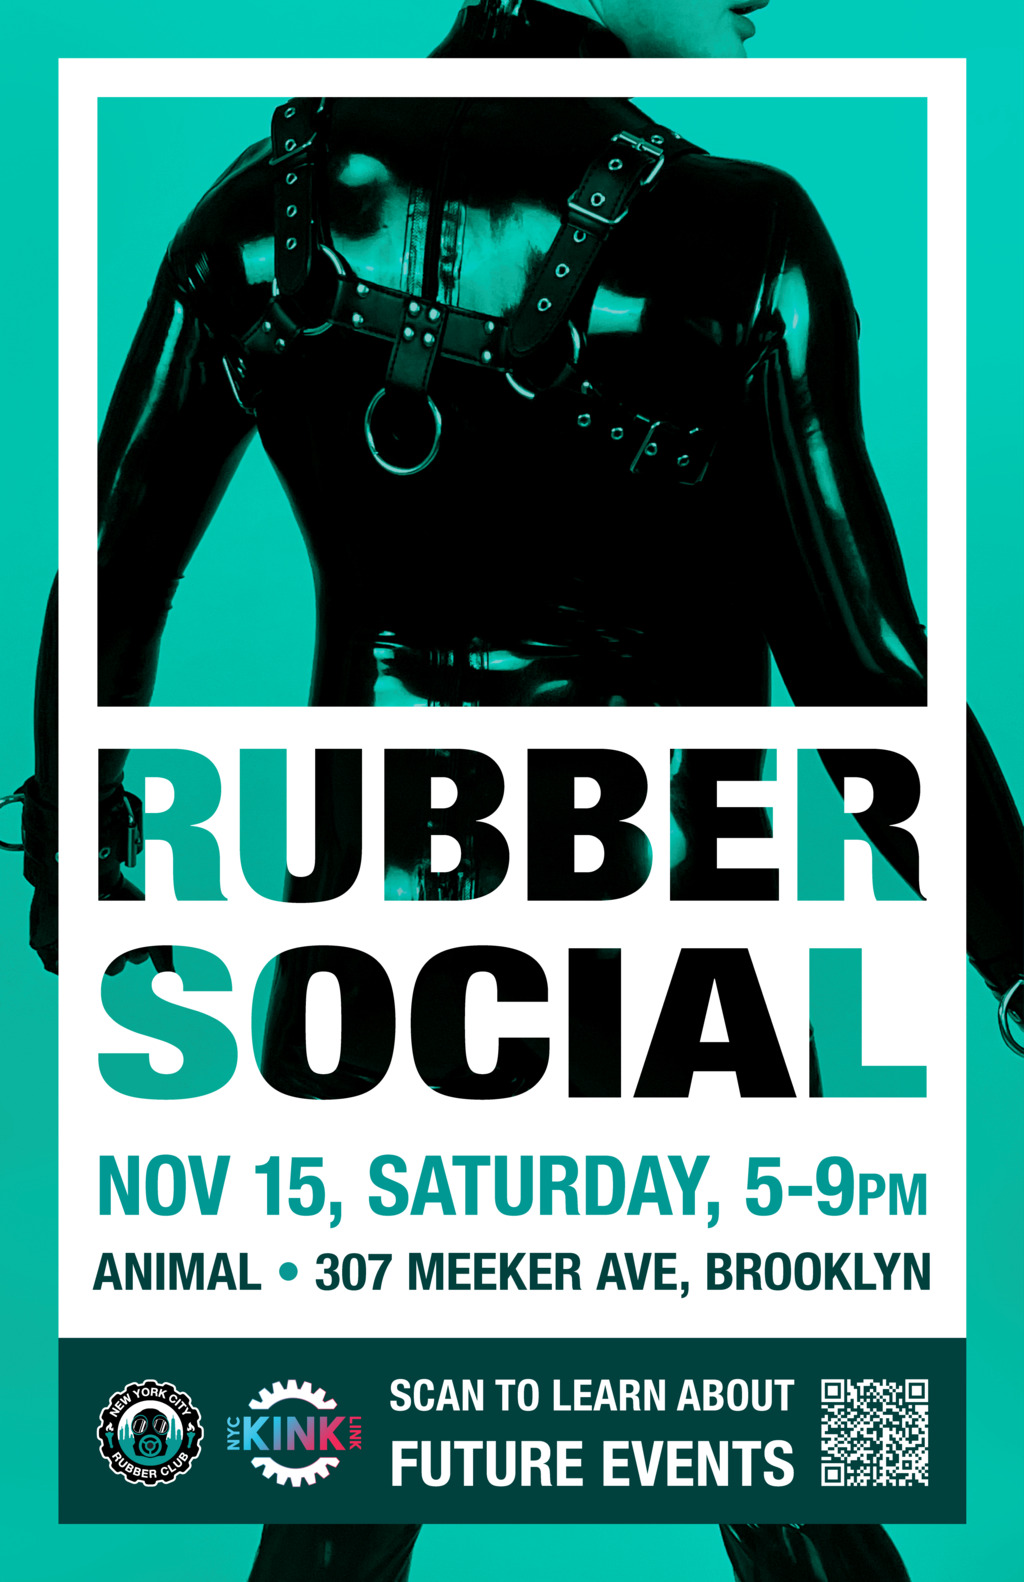 RUBBER
SOCIAL
NOV 15, SATURDAY, 5-9PM
ANIMAL • 307 MEEKER AVE, BROOKLYN
NEW YORK CITY
RUBBER CLUB
NYC
KINK
LINK
SCAN TO LEARN ABOUT
FUTURE EVENTS